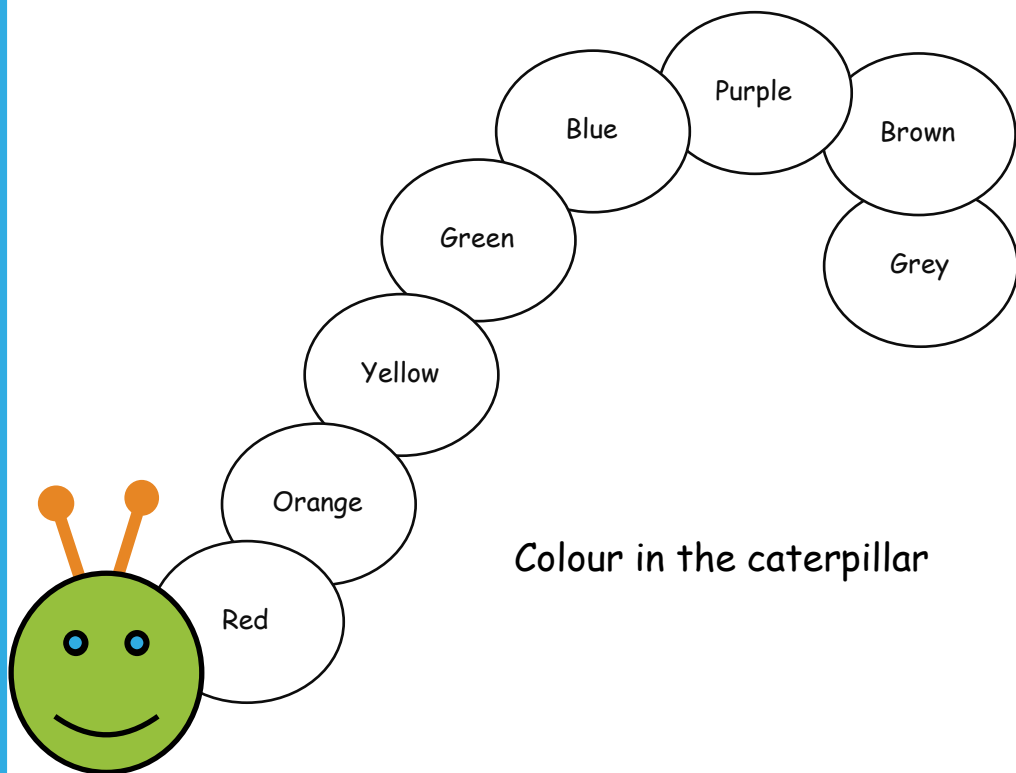 Purple
Blue
Brown
Green
Grey
Yellow
Orange
Colour in the caterpillar
Red